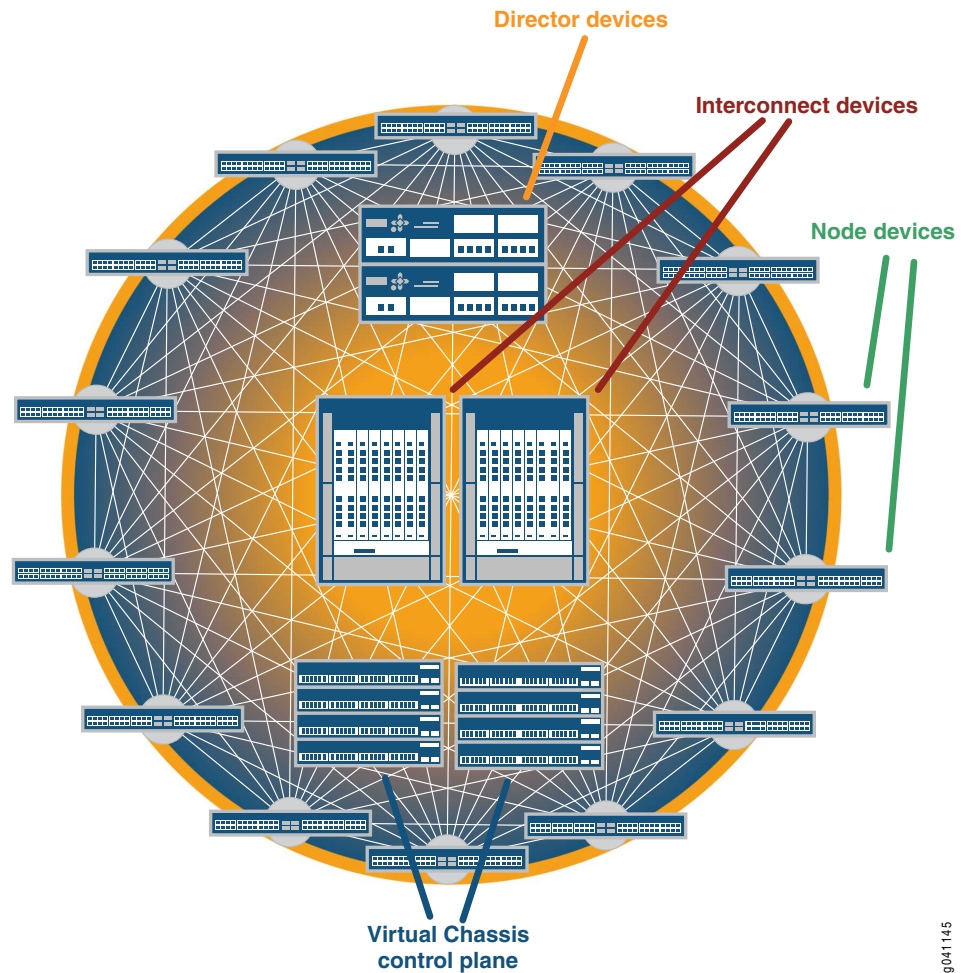 Director devices
Interconnect devices
Node devices
Virtual Chassis
control plane
g041145